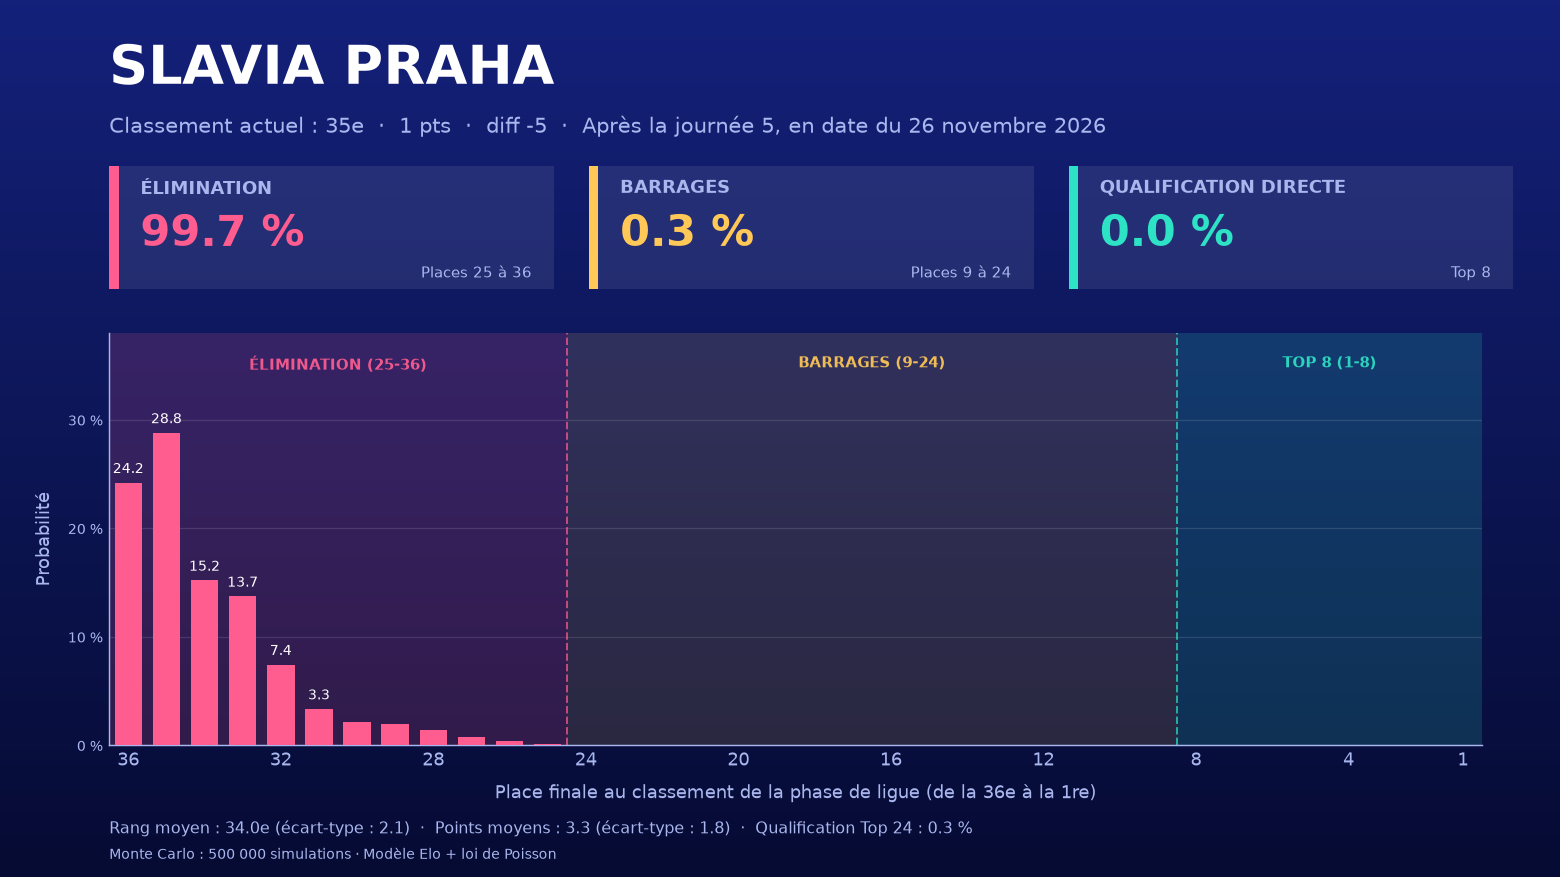 SLAVIA PRAHA
Classement actuel : 35e · 1 pts · diff -5 · Après la journée 5, en date du 26 novembre 2026
ÉLIMINATION
99.7 %
Places 25 à 36
BARRAGES
0.3 %
Places 9 à 24
QUALIFICATION DIRECTE
0.0 %
Top 8
ÉLIMINATION (25-36)
BARRAGES (9-24)
TOP 8 (1-8)
Probabilité
30 %
20 %
10 %
0 %
24.2
28.8
15.2
13.7
7.4
3.3
36 32 28 24 20 16 12 8 4 1
Place finale au classement de la phase de ligue (de la 36e à la 1re)
Rang moyen : 34.0e (écart-type : 2.1) · Points moyens : 3.3 (écart-type : 1.8) · Qualification Top 24 : 0.3 %
Monte Carlo : 500 000 simulations · Modèle Elo + loi de Poisson